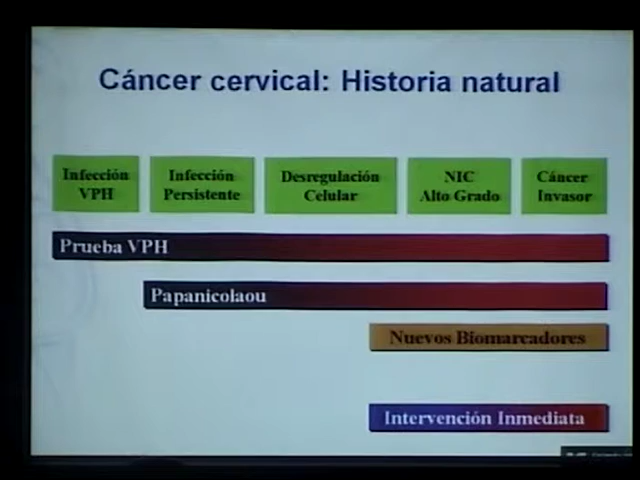 Cáncer cervical: Historia natural
Infección
VPH
Infección
Persistente
Desregulación
Celular
NIC
Alto Grado
Cáncer
Invasor
Prueba VPH
Papanicolaou
Nuevos Biomarcadores
Intervención Inmediata